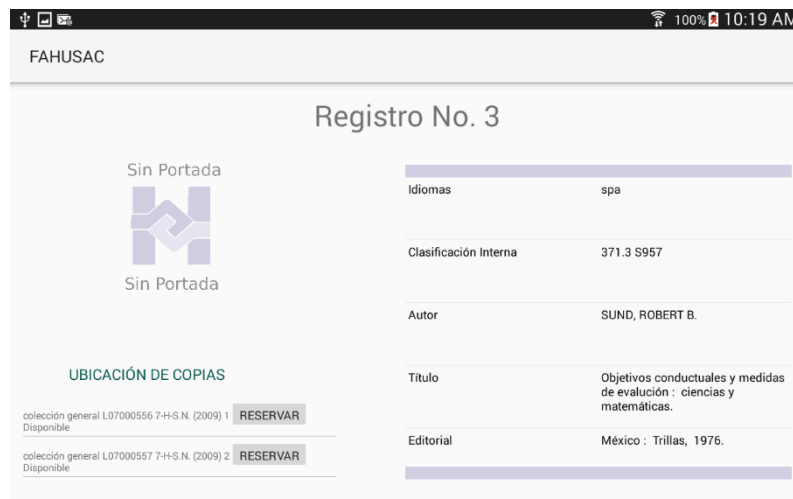 100% 10:19 AM
FAHUSAC
Registro No. 3
Sin Portada
Sin Portada
UBICACIÓN DE COPIAS
colección general L07000556 7-H-S.N. (2009) 1 RESERVAR
Disponible
colección general L07000557 7-H-S.N. (2009) 2 RESERVAR
Disponible
Idiomas spa
Clasificación Interna 371.3 S957
Autor SUND, ROBERT B.
Título Objetivos conductuales y medidas
de evalución : ciencias y
matemáticas.
Editorial México : Trillas, 1976.